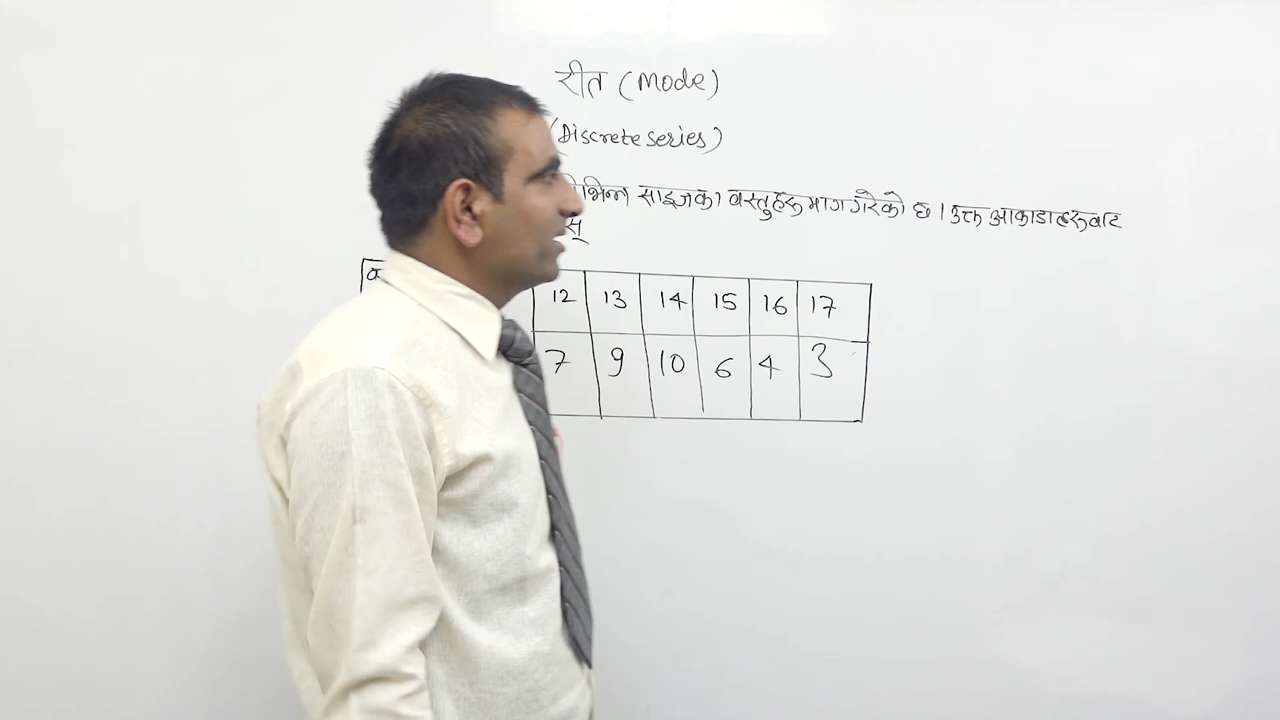 रीत (Mode)
(Discrete series)
साइजका वस्तुहरु माग गरेको छ । उक्त आकाडाहरुबाट
12 13 14 15 16 17
7 9 10 6 4 3